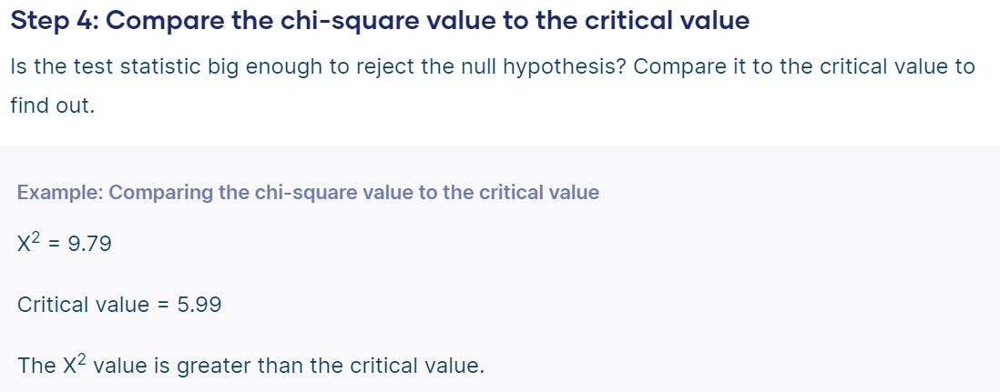 Step 4: Compare the chi-square value to the critical value
Is the test statistic big enough to reject the null hypothesis? Compare it to the critical value to
find out.
Example: Comparing the chi-square value to the critical value
X² = 9.79
Critical value = 5.99
The X² value is greater than the critical value.